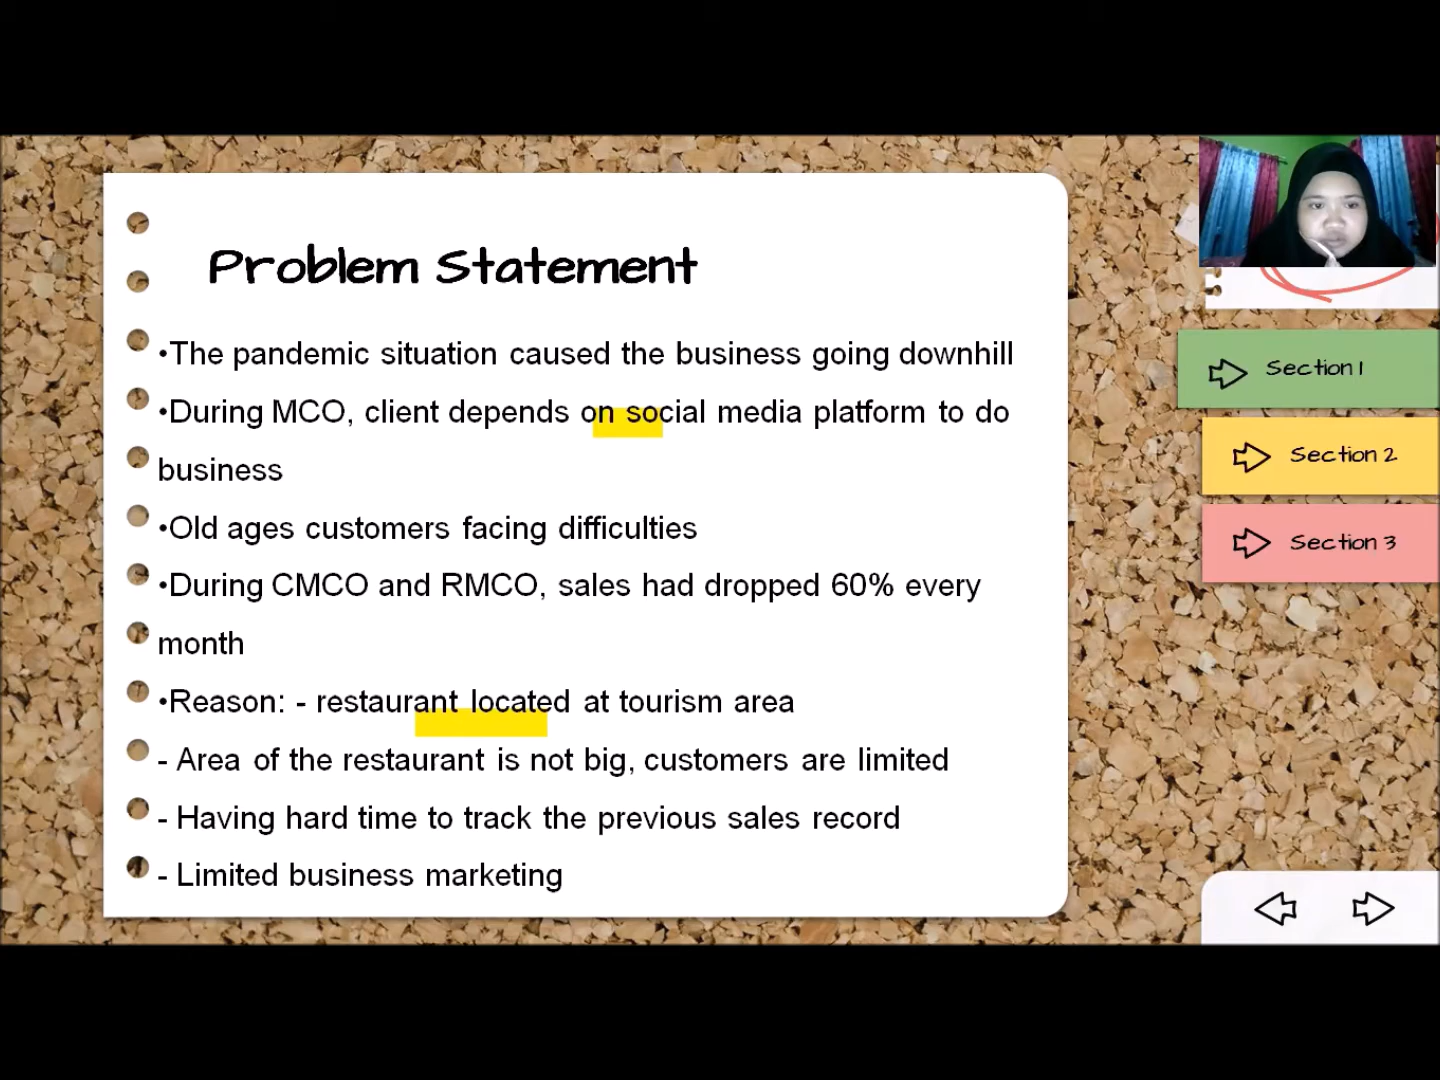 Problem Statement
•The pandemic situation caused the business going downhill
•During MCO, client depends on social media platform to do
business
•Old ages customers facing difficulties
•During CMCO and RMCO, sales had dropped 60% every
month
•Reason: - restaurant located at tourism area
- Area of the restaurant is not big, customers are limited
- Having hard time to track the previous sales record
- Limited business marketing
Section 1
Section 2
Section 3